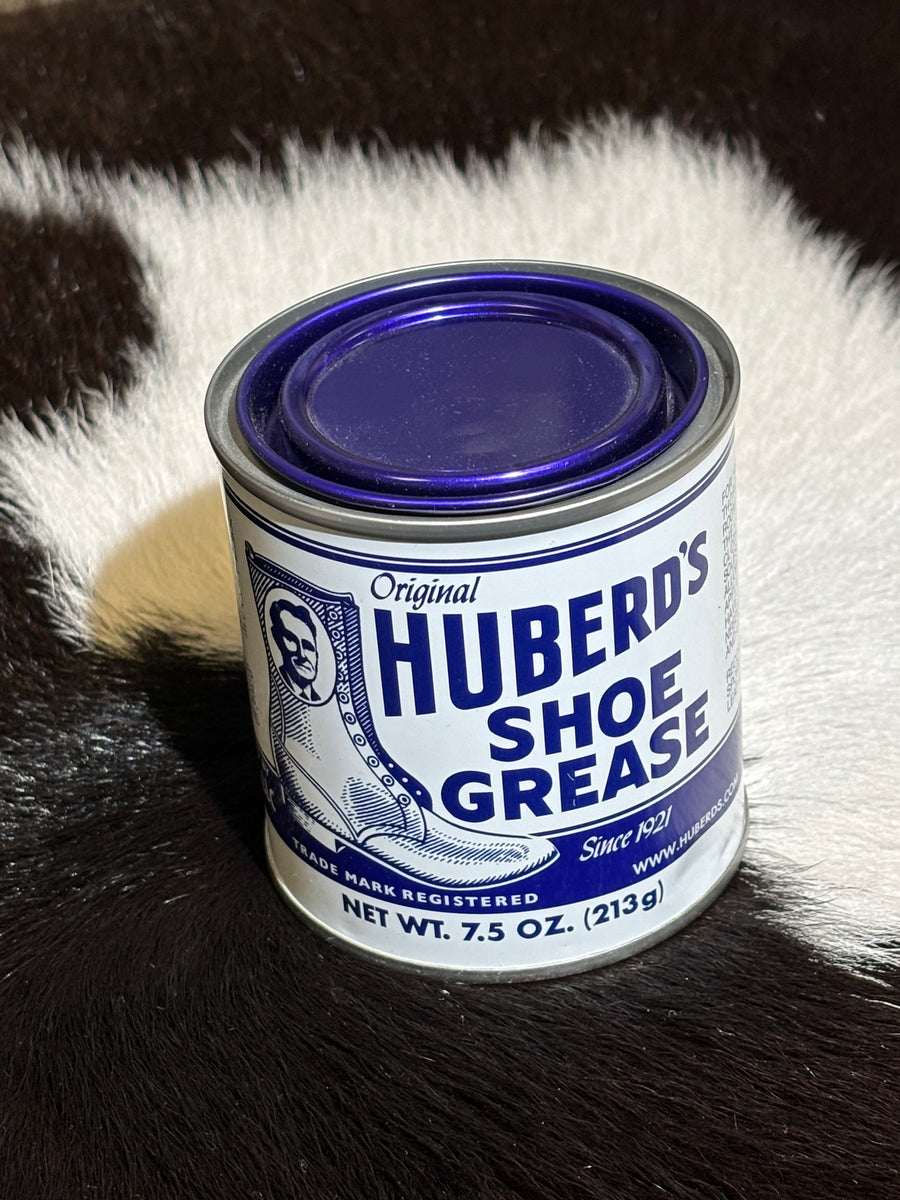 Original
HUBERD'S
SHOE
GREASE
Since 1921
WWW.HUBERDS.COM
TRADE MARK REGISTERED
NET WT. 7.5 OZ. (213g)